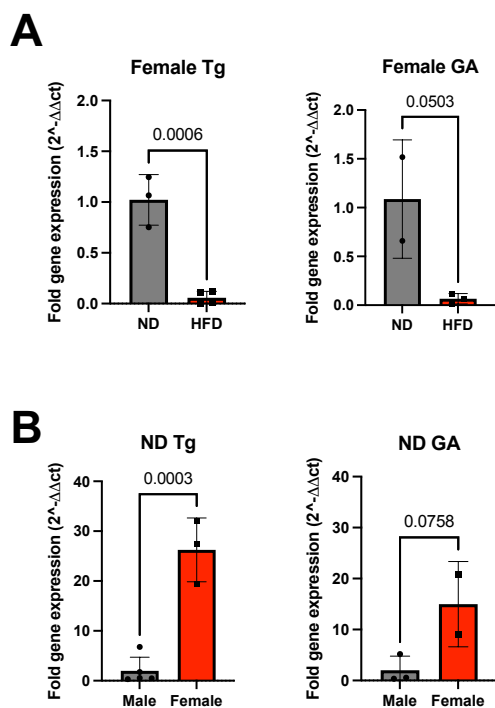 A
Female Tg
Fold gene expression (2^-ΔΔct)
2.0
1.5
1.0
0.5
0.0
0.0006
ND
HFD
Female GA
Fold gene expression (2^-ΔΔct)
2.0
1.5
1.0
0.5
0.0
0.0503
ND
HFD
B
ND Tg
Fold gene expression (2^-ΔΔct)
40
30
20
10
0
0.0003
Male
Female
ND GA
Fold gene expression (2^-ΔΔct)
40
30
20
10
0
0.0758
Male
Female